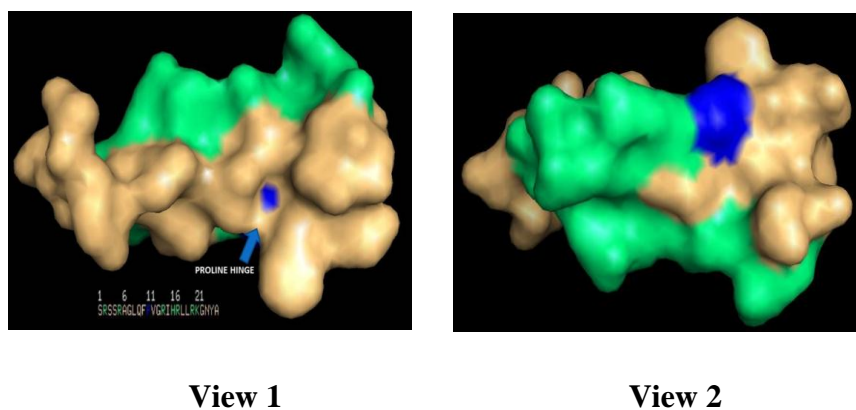 PROLINE HINGE
1 6 11 16 21
SRSSRAGLQFPVGRIHRLLRKGNYA
View 1
View 2